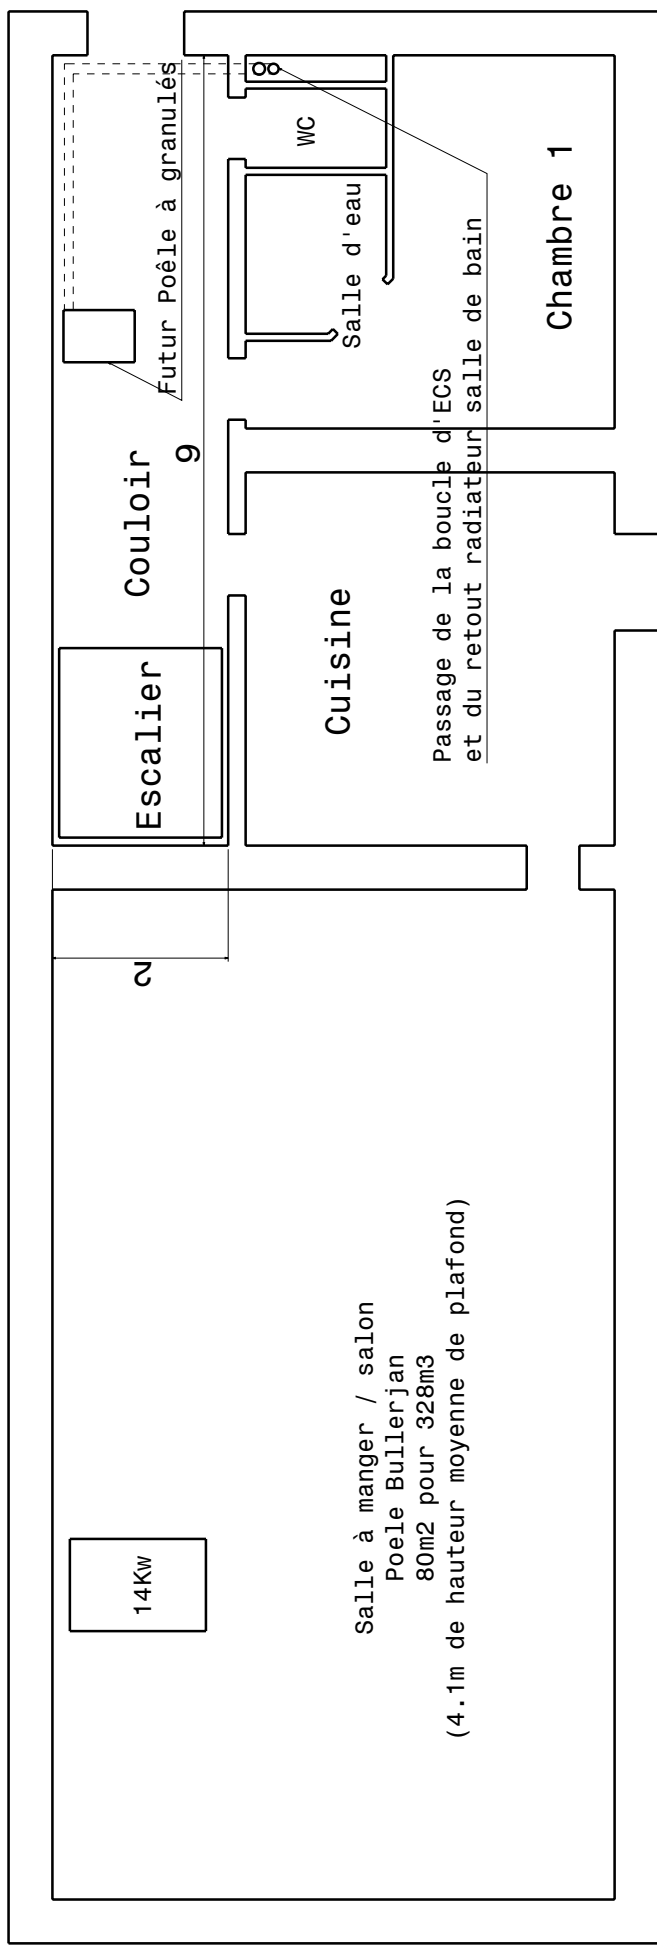 Couloir
Futur Poêle à granulés
Escalier
9
2
14Kw
WC
Salle d'eau
Cuisine
Chambre 1
Passage de la boucle d'ECS
et du retout radiateur salle de bain
Salle à manger / salon
Poele Bullerjan
80m2 pour 328m3
(4.1m de hauteur moyenne de plafond)